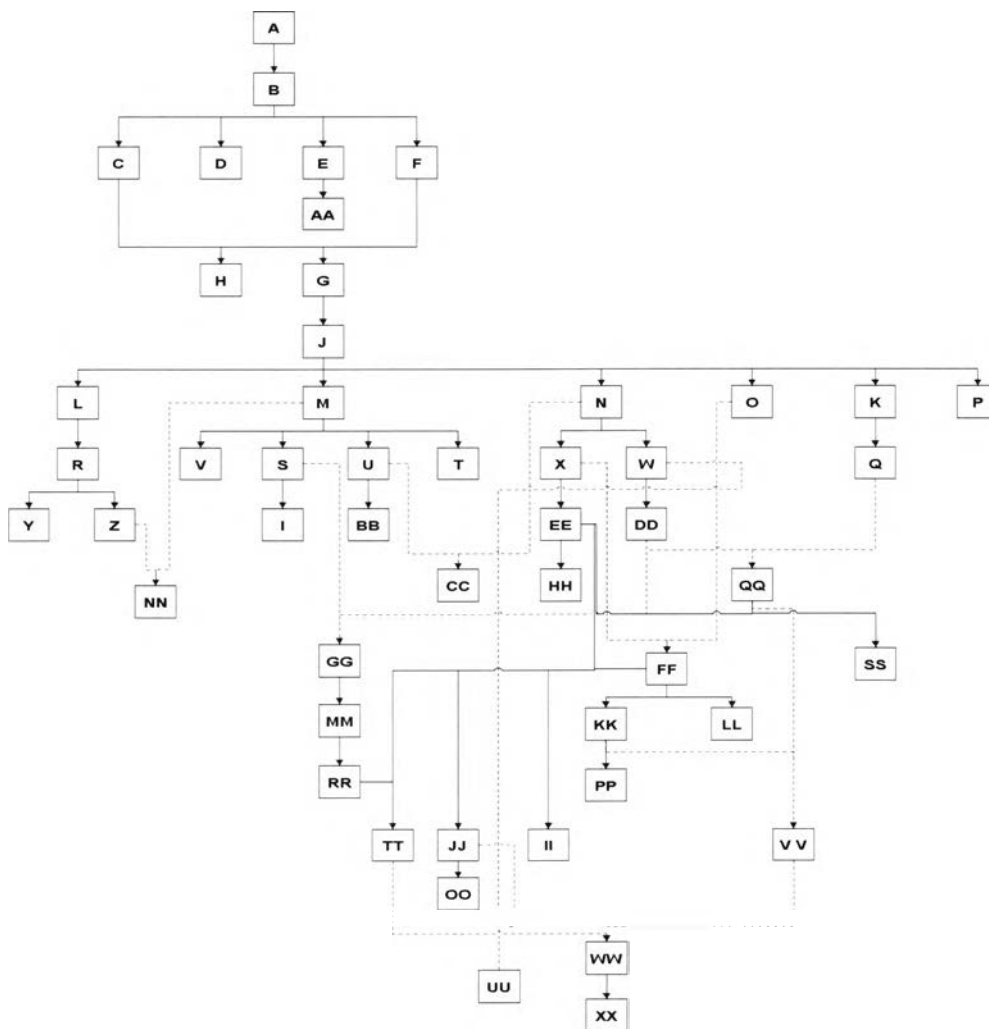 A
B
C D E F
AA
H G
J
L M N O K P
R V S U T X W Q
Y Z I BB EE DD
CC HH QQ
NN
GG FF SS
MM KK LL
RR PP
TT JJ II V V
OO
WW
UU
XX